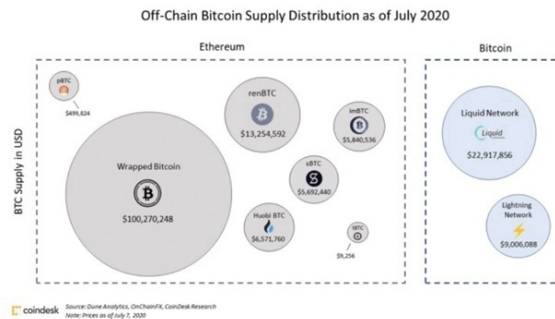 Off-Chain Bitcoin Supply Distribution as of July 2020
Ethereum
Bitcoin
BTC Supply in USD
pBTC
$499,824
Wrapped Bitcoin
$100,270,248
renBTC
$13,254,592
imBTC
$5,840,536
sBTC
$5,692,440
Huobi BTC
$6,571,760
tBTC
$9,256
Liquid Network
Liquid
$22,917,856
Lightning
Network
$9,006,088
coindesk
Source: Dune Analytics, OnChainFX, CoinDesk Research
Note: Prices as of July 7, 2020